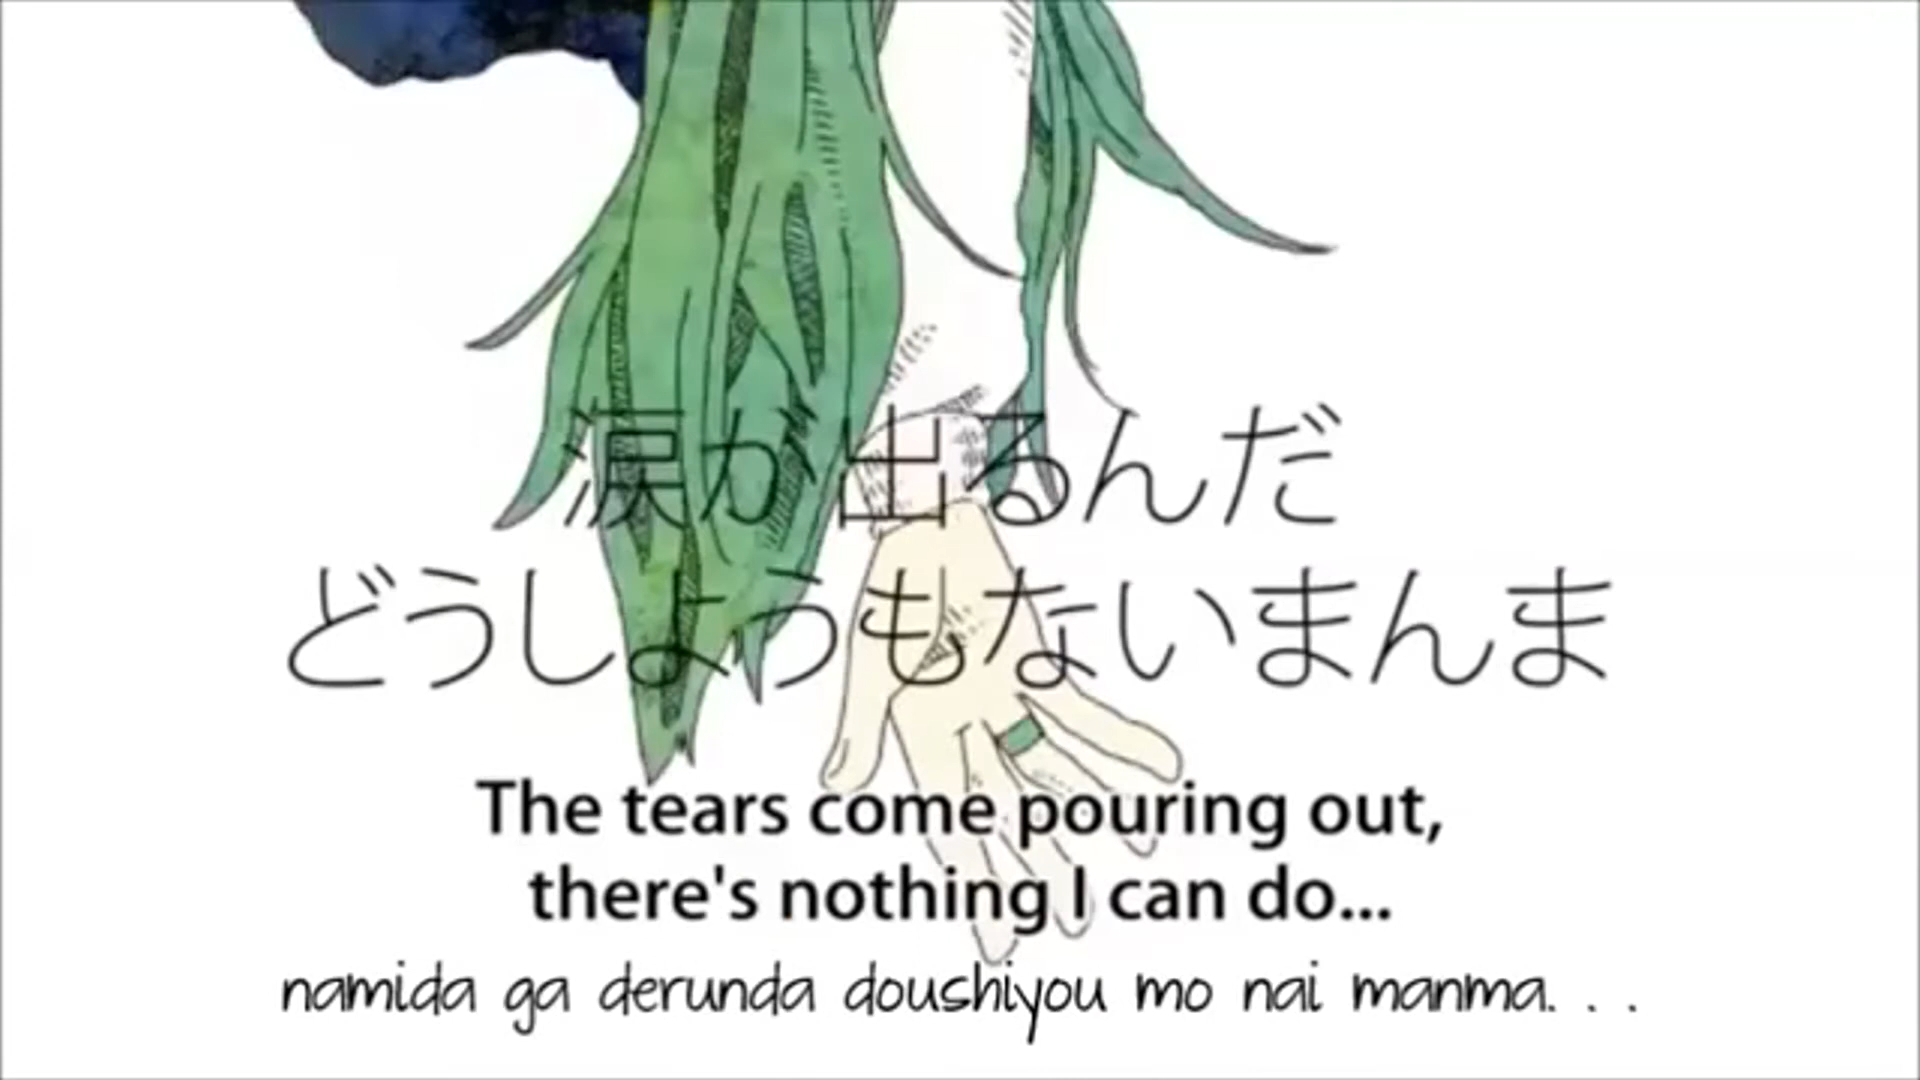 涙が出るんだ
どうしようもないまんま
The tears come pouring out,
there's nothing I can do...
namida ga derunda doushiyou mo nai manma. . .